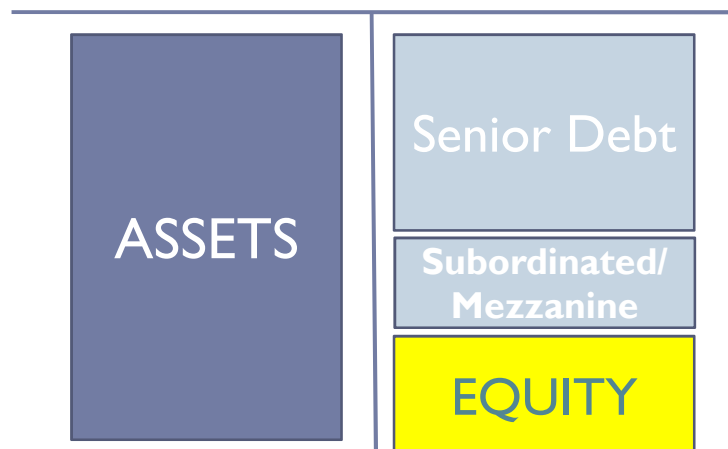 ASSETS
Senior Debt
Subordinated/
Mezzanine
EQUITY